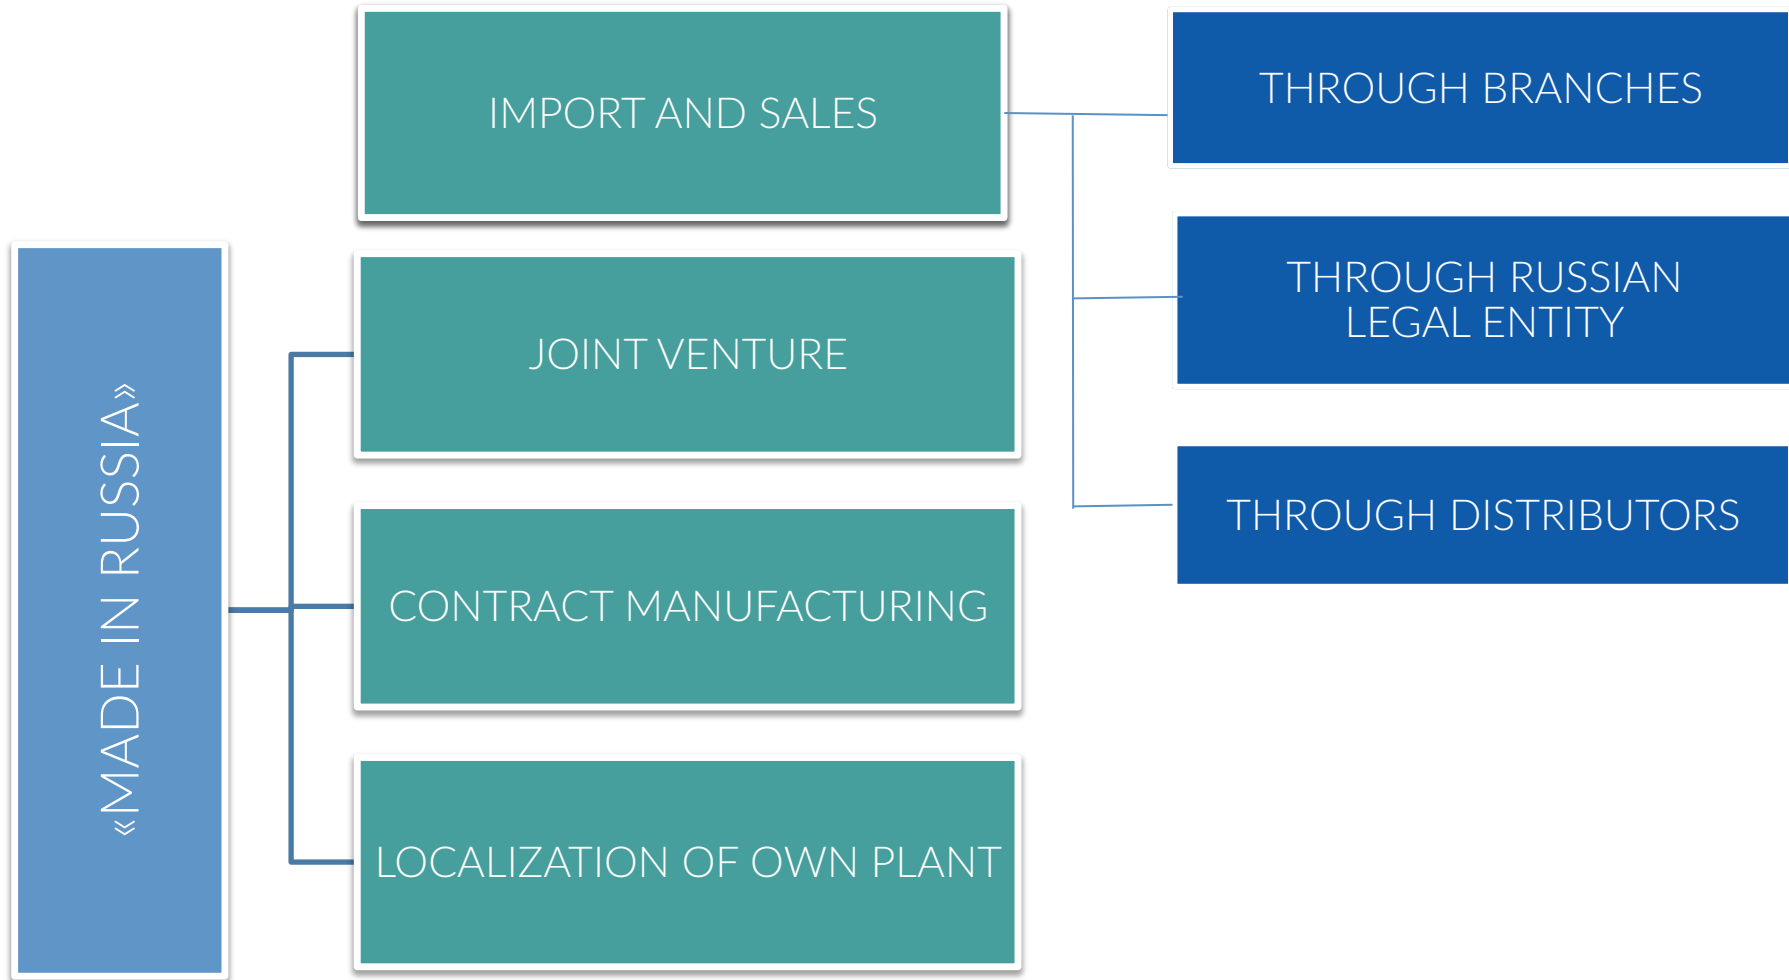 IMPORT AND SALES
THROUGH BRANCHES
THROUGH RUSSIAN
LEGAL ENTITY
THROUGH DISTRIBUTORS
«MADE IN RUSSIA»
JOINT VENTURE
CONTRACT MANUFACTURING
LOCALIZATION OF OWN PLANT